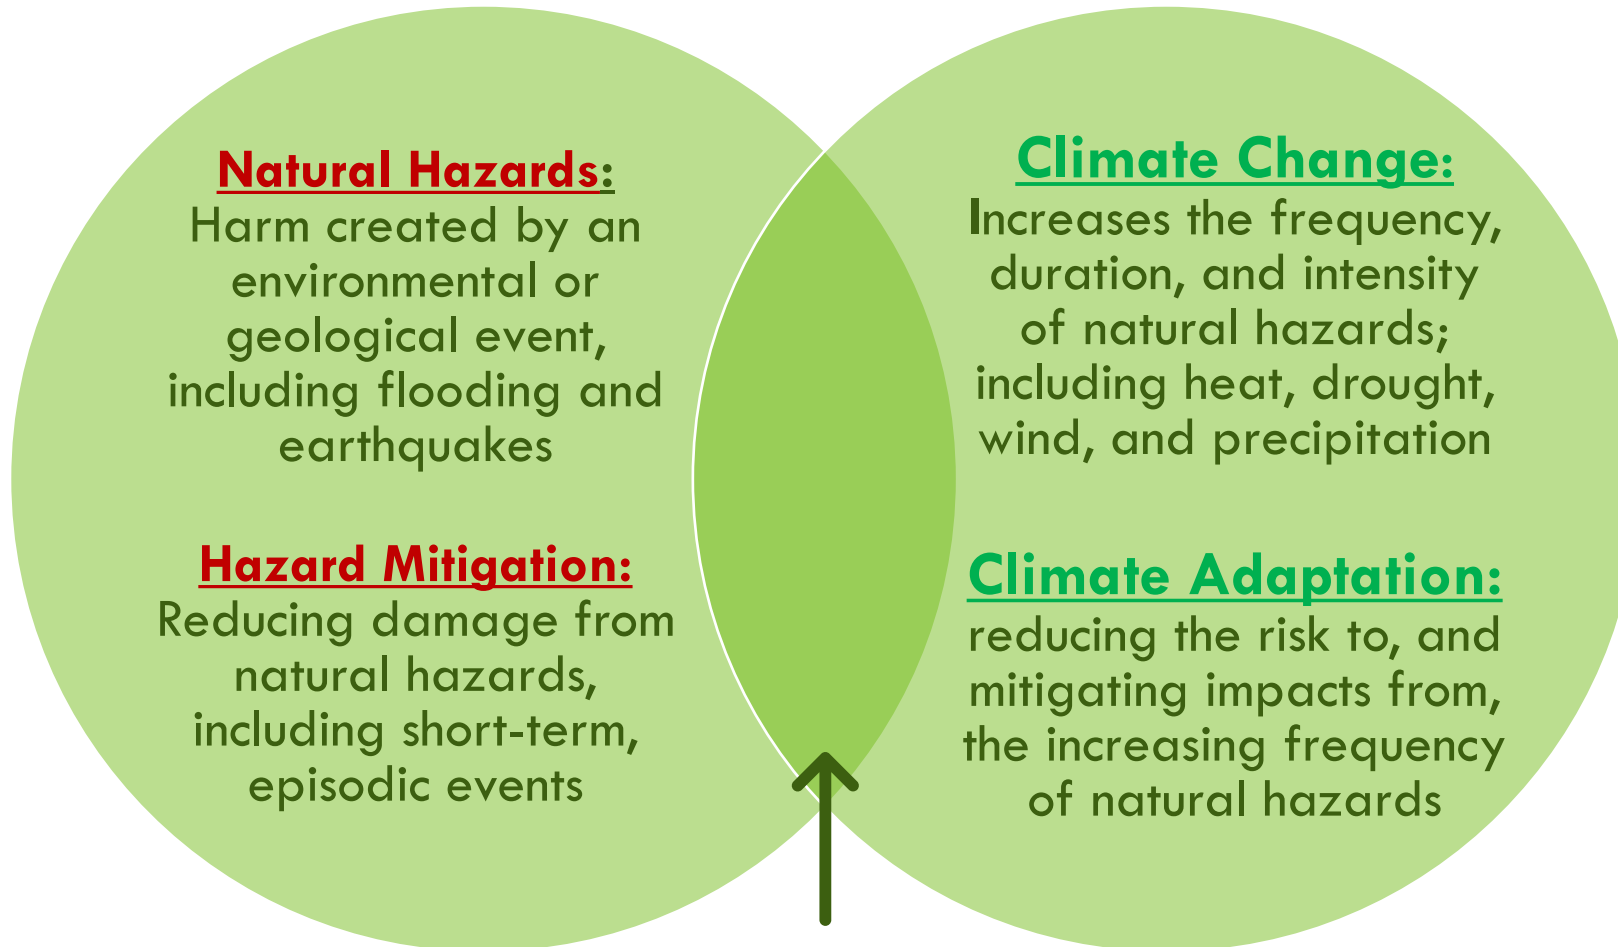 Natural Hazards:
Harm created by an
environmental or
geological event,
including flooding and
earthquakes
Hazard Mitigation:
Reducing damage from
natural hazards,
including short-term,
episodic events
Climate Change:
Increases the frequency,
duration, and intensity
of natural hazards;
including heat, drought,
wind, and precipitation
Climate Adaptation:
reducing the risk to, and
mitigating impacts from,
the increasing frequency
of natural hazards